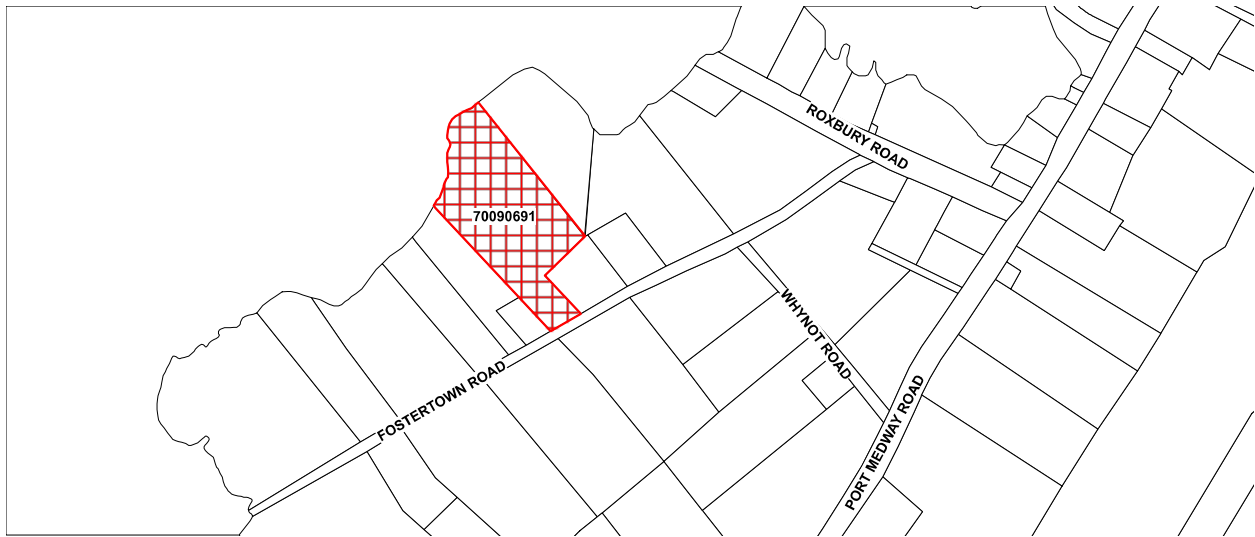 ROXBURY ROAD
70090691
WHYNOT ROAD
FOSTERTOWN ROAD
PORT MEDWAY ROAD